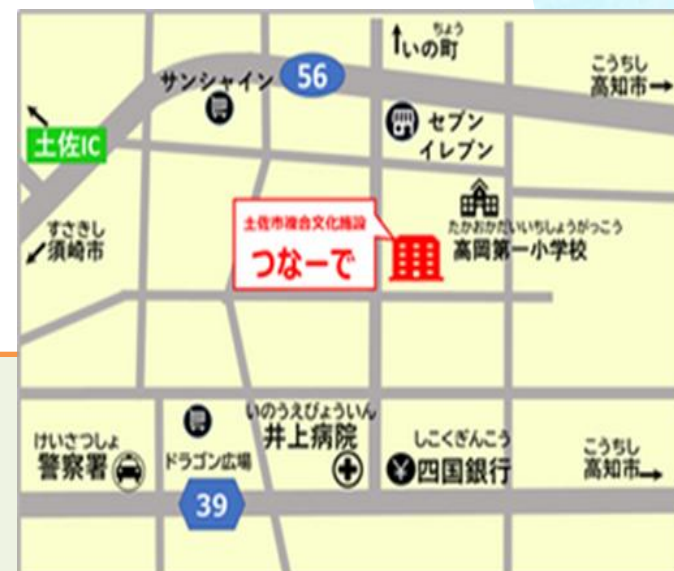 ちょう
↑いの町
サンシャイン
56
こうちし
高知市→
セブン
イレブン
土佐IC
すさきし
須崎市
土佐市複合文化施設
つなーで
たかおかだいいちしょうがっこう
高岡第一小学校
けいさつしょ
警察署
ドラゴン広場
いのうえびょういん
井上病院
しこくぎんこう
四国銀行
こうちし
高知市→
39